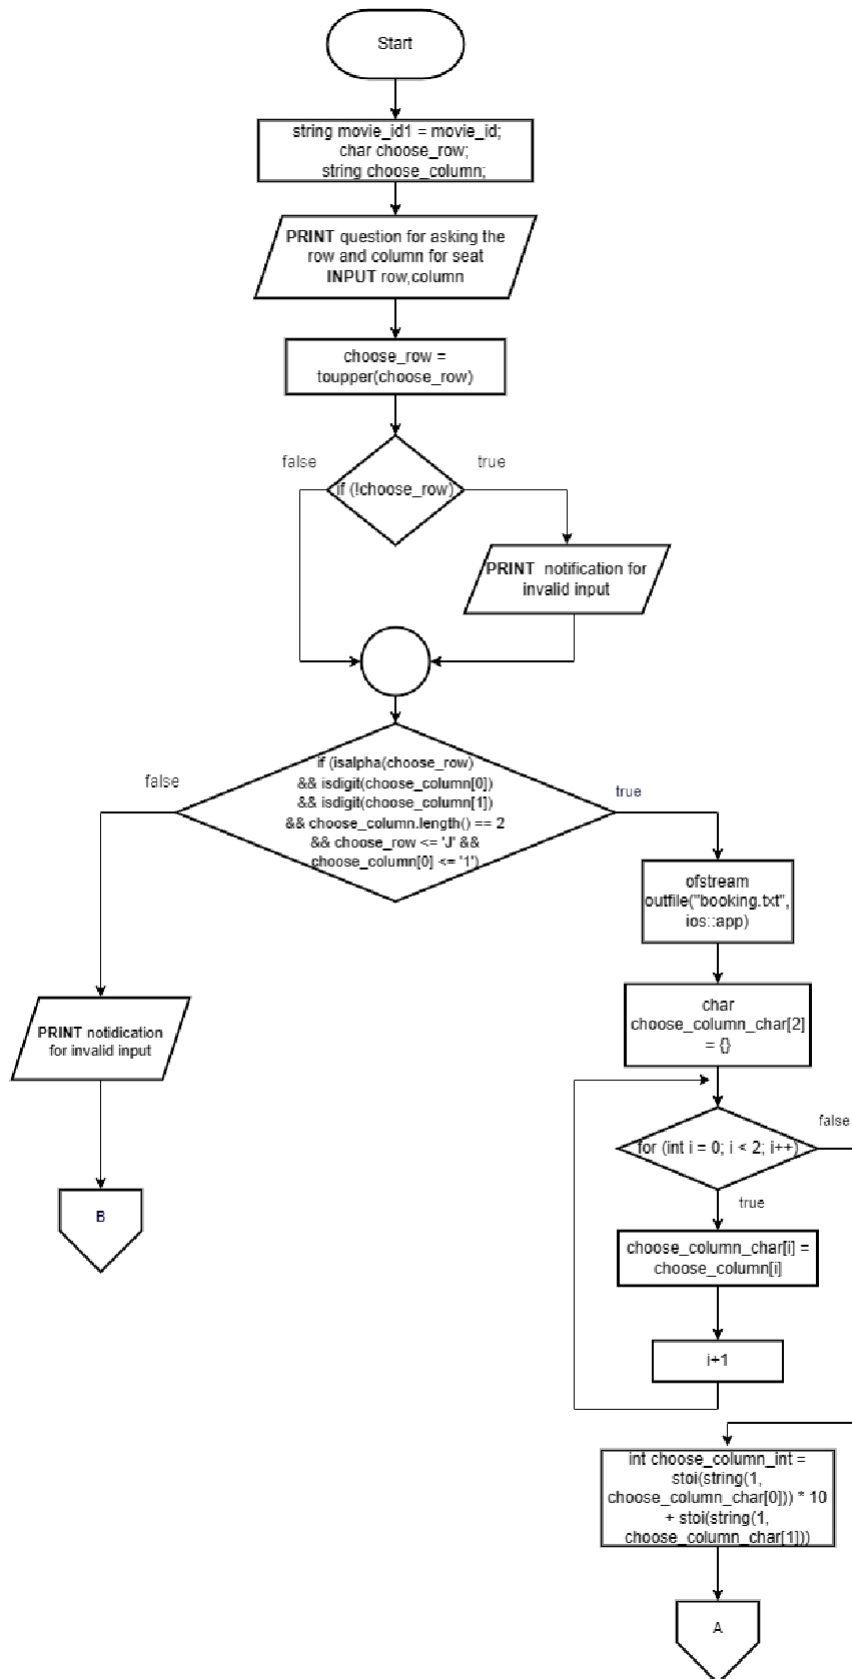 Start
string movie_id1 = movie_id;
char choose_row;
string choose_column;
PRINT question for asking the
row and column for seat
INPUT row,column
choose_row =
toupper(choose_row)
false
true
if (!choose_row)
PRINT notification for
invalid input
false
true
if (isalpha(choose_row)
&& isdigit(choose_column[0])
&& isdigit(choose_column[1])
&& choose_column.length() == 2
&& choose_row <= 'J' &&
choose_column[0] <= '1')
ofstream
outfile("booking.txt",
ios::app)
PRINT notidication
for invalid input
char
choose_column_char[2]
= {}
false
for (int i = 0; i < 2; i++)
true
B
choose_column_char[i] =
choose_column[i]
i+1
int choose_column_int =
stoi(string(1,
choose_column_char[0])) * 10
+ stoi(string(1,
choose_column_char[1]))
A